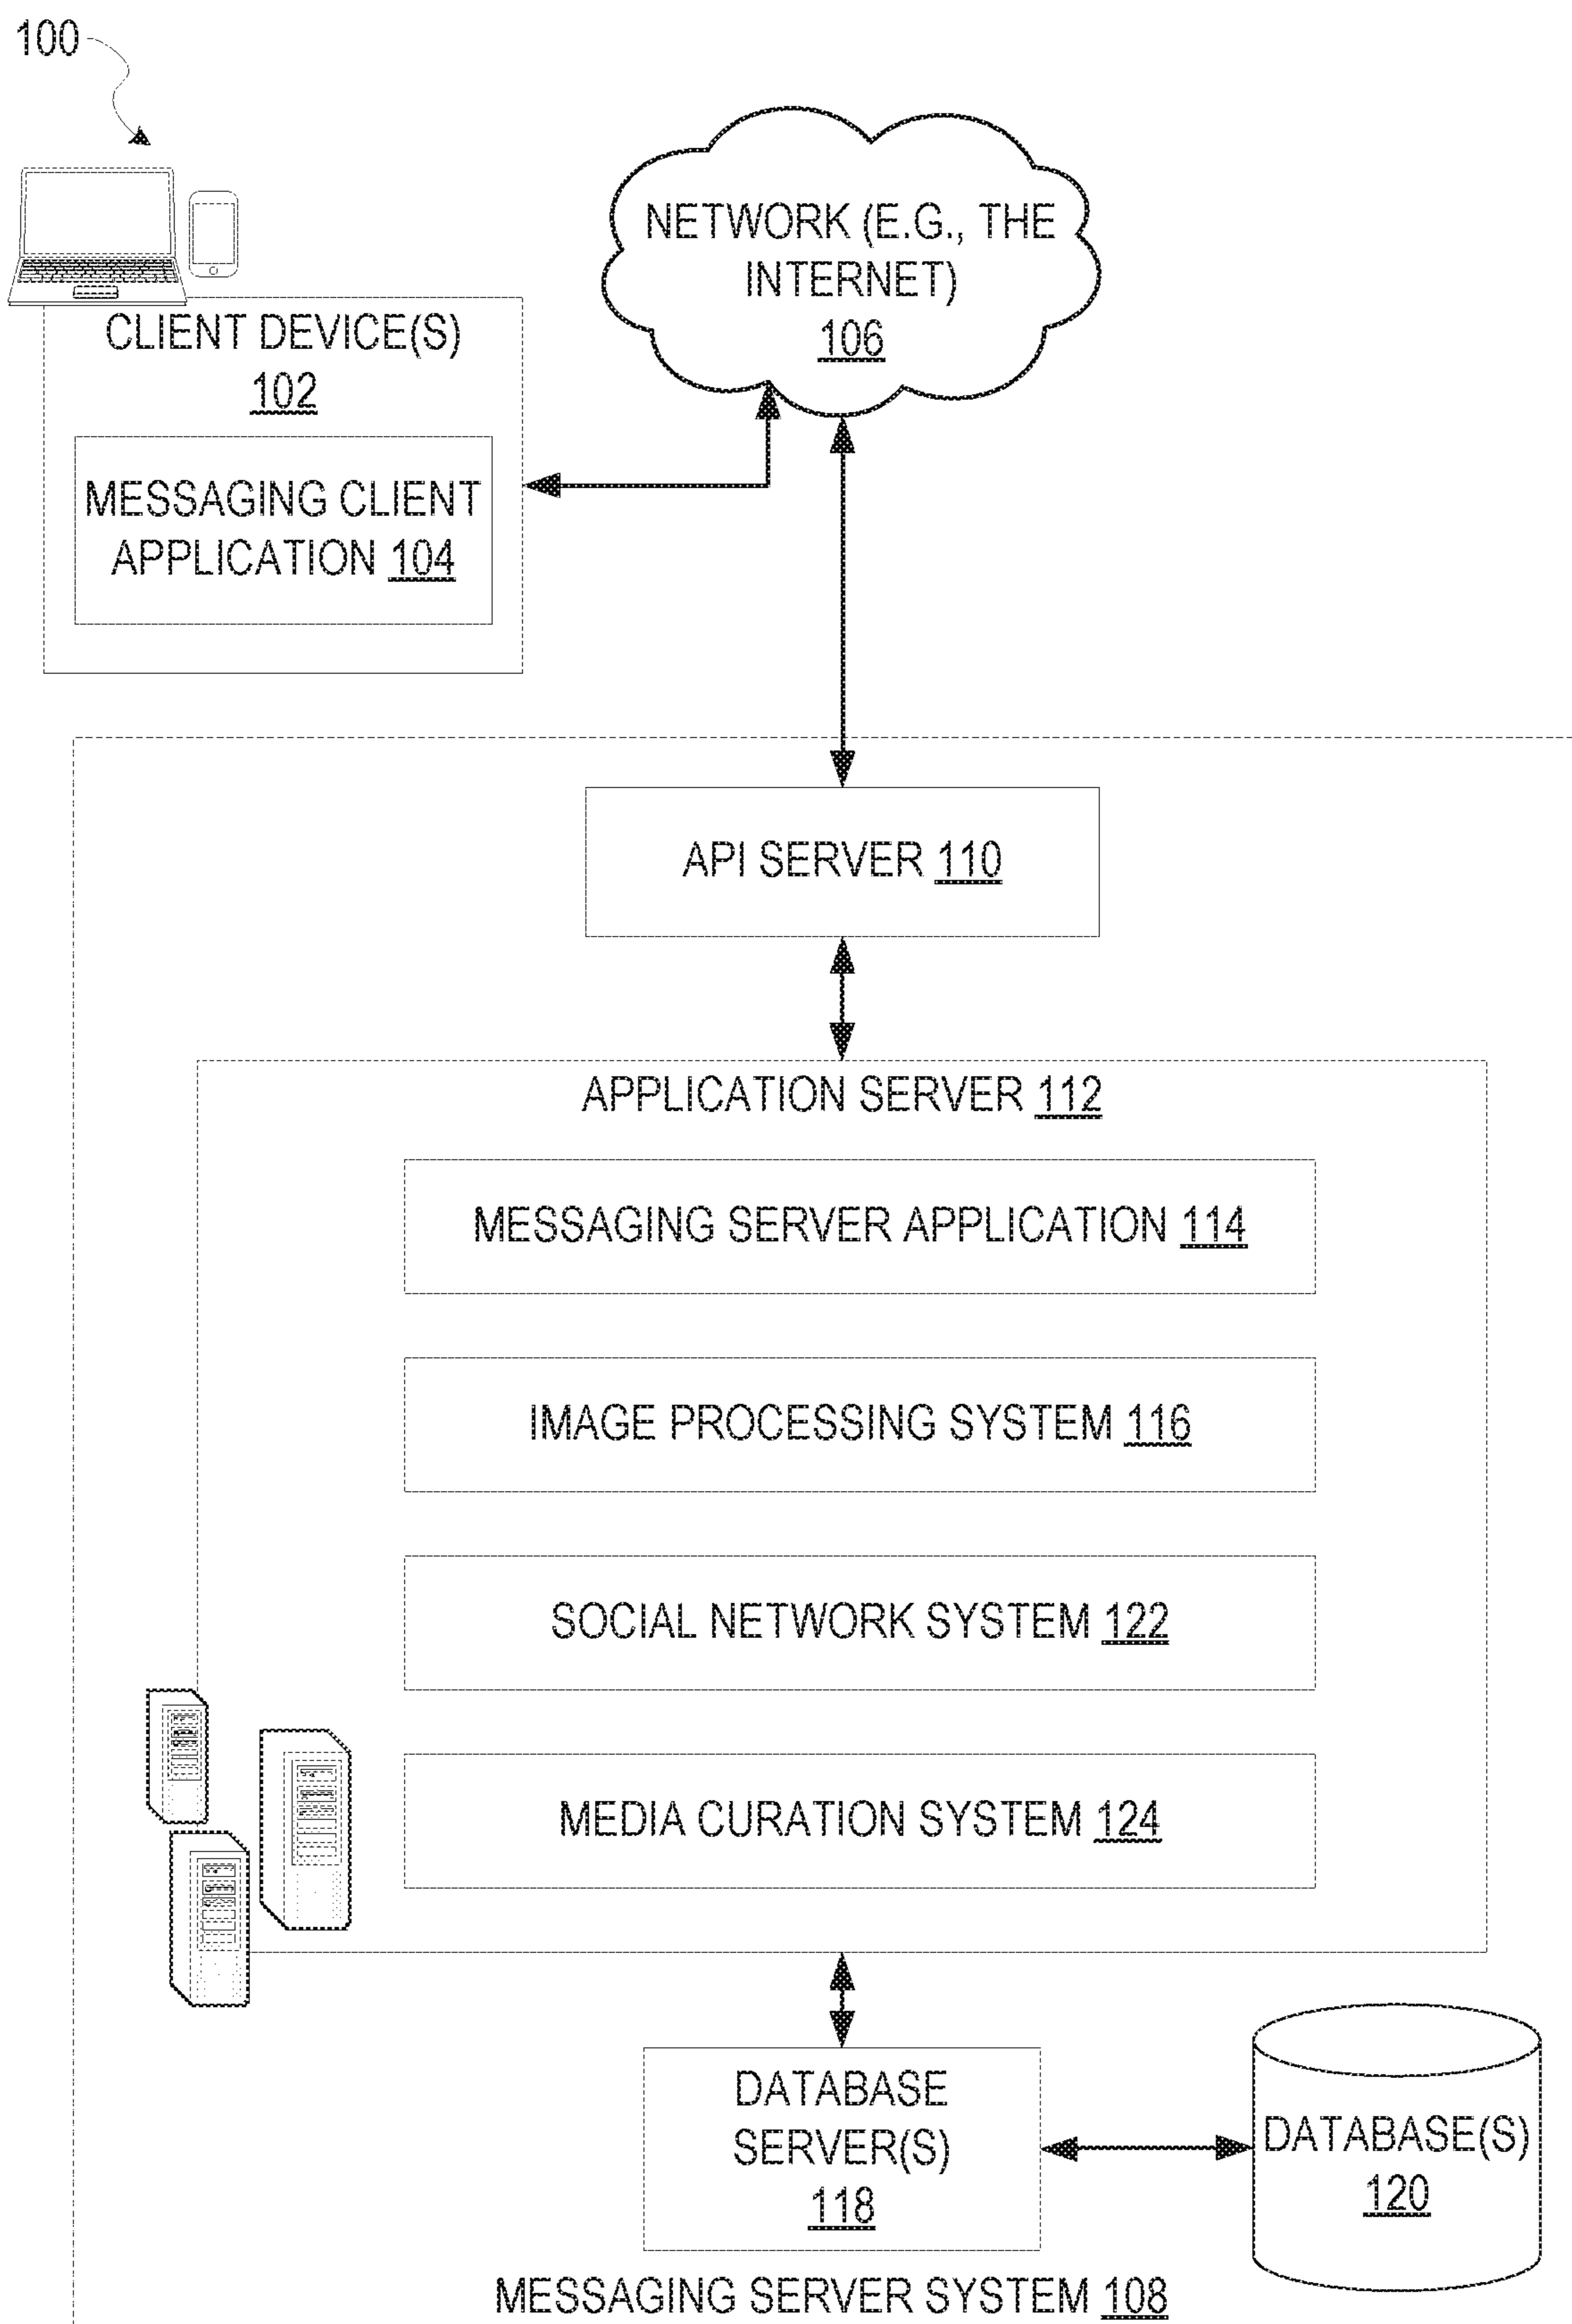 100
NETWORK (E.G., THE
INTERNET)
106
CLIENT DEVICE(S)
102
MESSAGING CLIENT
APPLICATION 104
API SERVER 110
APPLICATION SERVER 112
MESSAGING SERVER APPLICATION 114
IMAGE PROCESSING SYSTEM 116
SOCIAL NETWORK SYSTEM 122
MEDIA CURATION SYSTEM 124
DATABASE
SERVER(S)
118
DATABASE(S)
120
MESSAGING SERVER SYSTEM 108